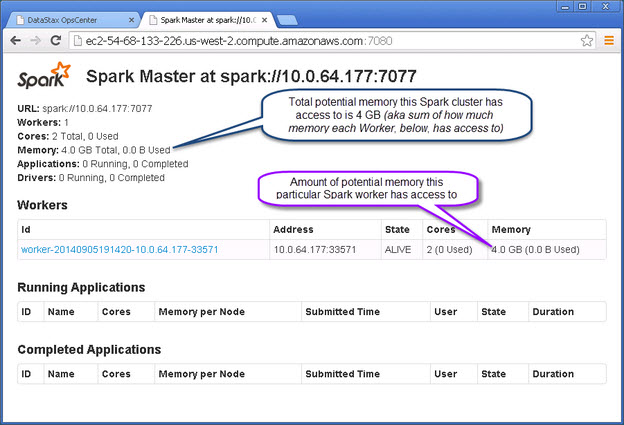 DataStax OpsCenter
Spark Master at spark://10.0.
ec2-54-68-133-226.us-west-2.compute.amazonaws.com:7080
Spark
Spark Master at spark://10.0.64.177:7077
URL: spark://10.0.64.177:7077
Workers: 1
Cores: 2 Total, 0 Used
Memory: 4.0 GB Total, 0.0 B Used
Applications: 0 Running, 0 Completed
Drivers: 0 Running, 0 Completed
Total potential memory this Spark cluster has
access to is 4 GB (aka sum of how much
memory each Worker, below, has access to)
Amount of potential memory this
particular Spark worker has access to
Workers
Id Address State Cores Memory
worker-20140905191420-10.0.64.177-33571 10.0.64.177:33571 ALIVE 2 (0 Used) 4.0 GB (0.0 B Used)
Running Applications
ID Name Cores Memory per Node Submitted Time User State Duration
Completed Applications
ID Name Cores Memory per Node Submitted Time User State Duration